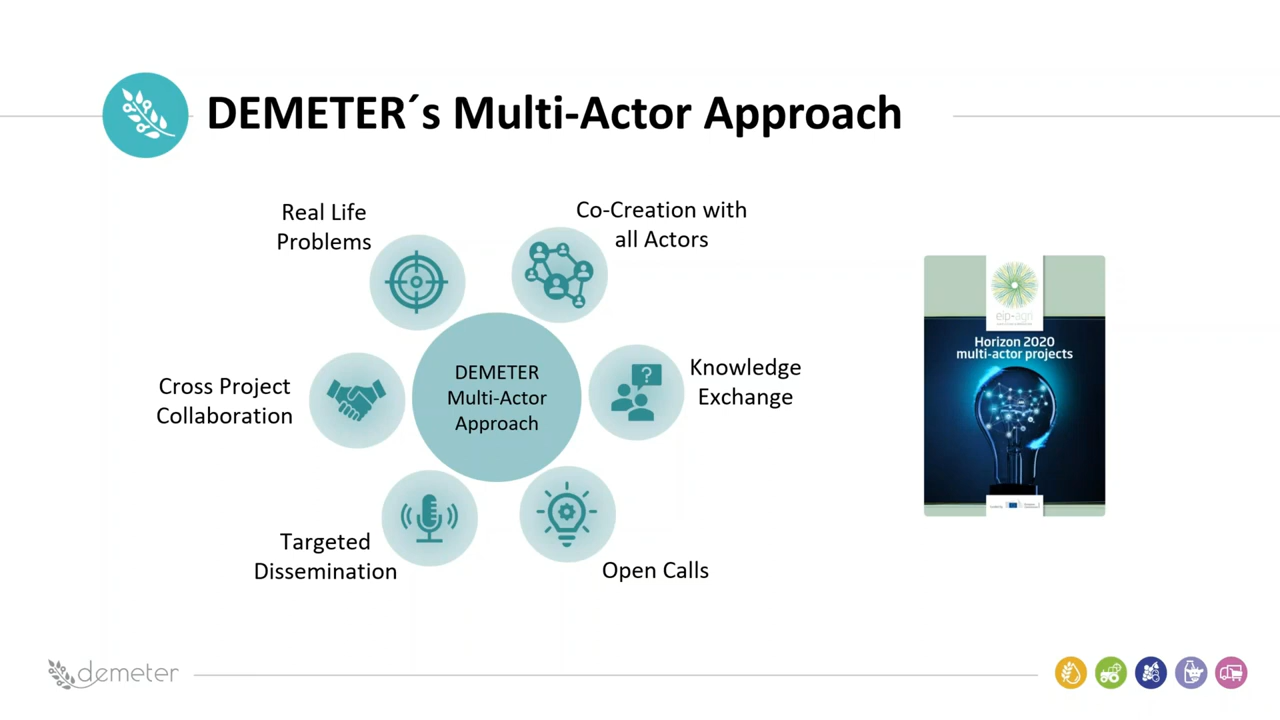 DEMETER´s Multi-Actor Approach
Real Life
Problems
Co-Creation with
all Actors
Cross Project
Collaboration
DEMETER
Multi-Actor
Approach
?
Knowledge
Exchange
Targeted
Dissemination
Open Calls
eip-agri
Horizon 2020
multi-actor projects
demeter